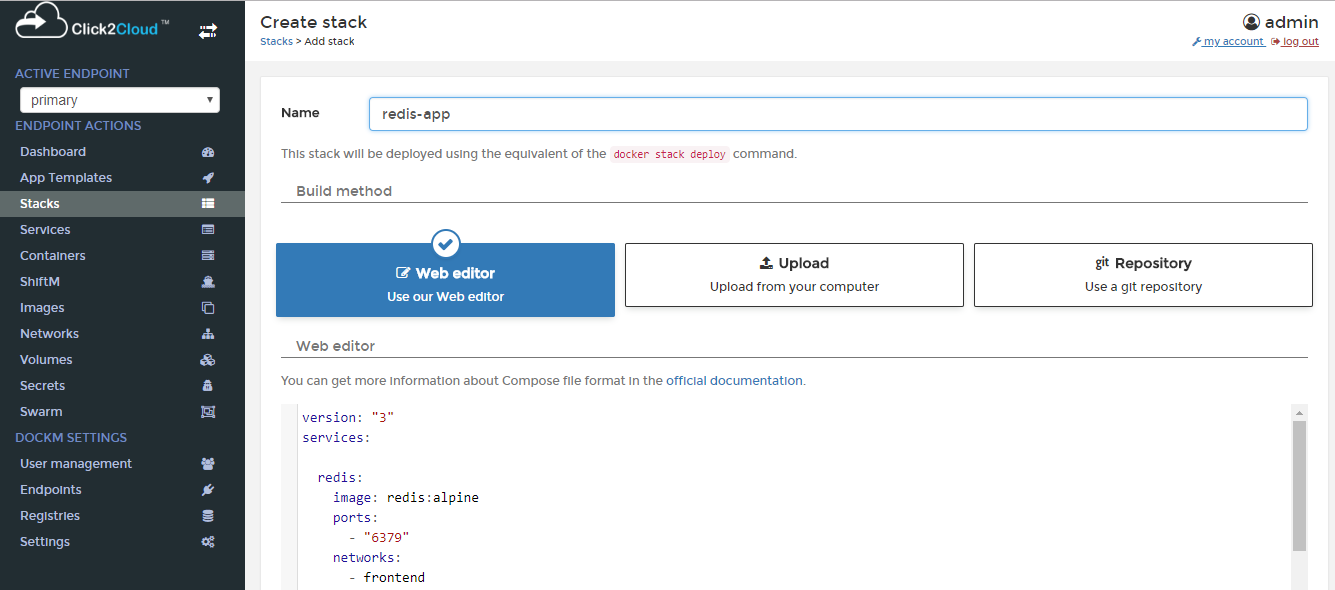 Click2Cloud™
ACTIVE ENDPOINT
primary
ENDPOINT ACTIONS
Dashboard
App Templates
Stacks
Services
Containers
ShiftM
Images
Networks
Volumes
Secrets
Swarm
DOCKM SETTINGS
User management
Endpoints
Registries
Settings
Create stack
Stacks > Add stack
admin
my account log out
Name redis-app
This stack will be deployed using the equivalent of the docker stack deploy command.
Build method
Web editor
Use our Web editor
Upload
Upload from your computer
git Repository
Use a git repository
Web editor
You can get more information about Compose file format in the official documentation.
version: "3"
services:
redis:
image: redis:alpine
ports:
- "6379"
networks:
- frontend